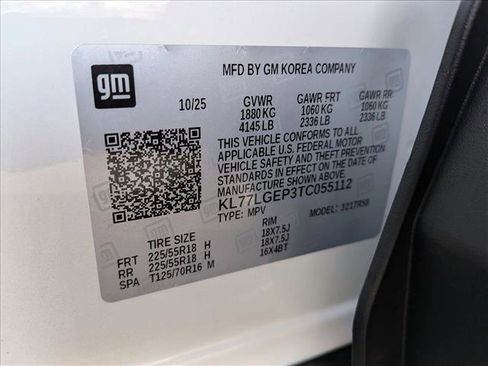 MFD BY GM KOREA COMPANY
gm
10/25 GVWR GAWR FRT GAWR RR
1880 KG 1060 KG 1060 KG
4145 LB 2336 LB 2336 LB
THIS VEHICLE CONFORMS TO ALL
APPLICABLE U.S. FEDERAL MOTOR
VEHICLE SAFETY AND THEFT PREVENTION
STANDARDS IN EFFECT ON THE DATE OF
MANUFACTURE SHOWN ABOVE.
KL77LGEP3TC055112
TYPE: MPV MODEL:
TIRE SIZE RIM
FRT 225/55R18 H 18X7.5J
RR 225/55R18 H 18X7.5J
SPA T125/70R16 M 16X4BT